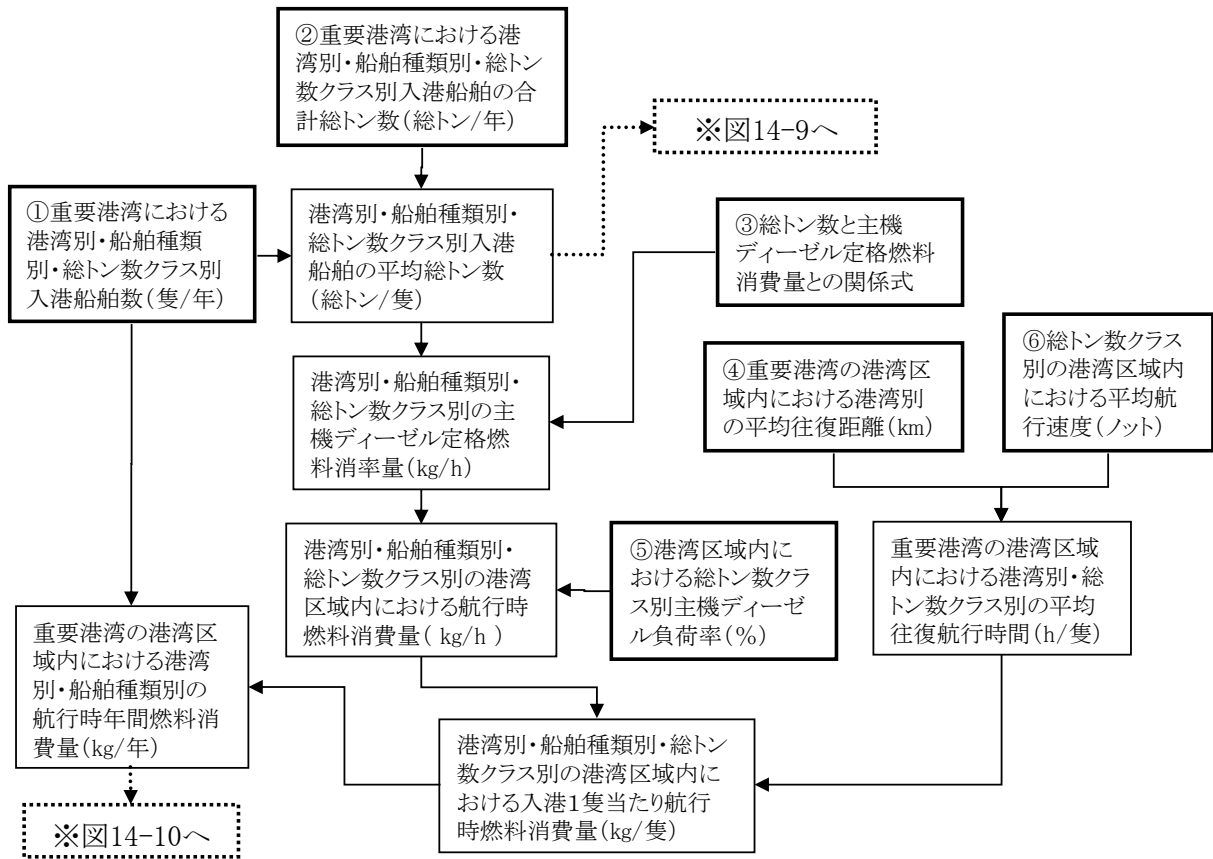 ②重要港湾における港
湾別・船舶種類別・総トン
数クラス別入港船舶の合
計総トン数(総トン/年)
※図14-9へ
①重要港湾における
港湾別・船舶種類
別・総トン数クラス別
入港船舶数(隻/年)
港湾別・船舶種類別・
総トン数クラス別入港
船舶の平均総トン数
(総トン/隻)
③総トン数と主機
ディーゼル定格燃料
消費量との関係式
港湾別・船舶種類別・
総トン数クラス別の主
機ディーゼル定格燃
料消率量(kg/h)
④重要港湾の港湾区
域内における港湾別
の平均往復距離(km)
⑥総トン数クラス
別の港湾区域内
における平均航
行速度(ノット)
港湾別・船舶種類別・
総トン数クラス別の港湾
区域内における航行時
燃料消費量( kg/h )
⑤港湾区域内に
おける総トン数クラ
ス別主機ディーゼ
ル負荷率(%)
重要港湾の港湾区域
内における港湾別・総
トン数クラス別の平均
往復航行時間(h/隻)
重要港湾の港湾区
域内における港湾
別・船舶種類別の
航行時年間燃料消
費量(kg/年)
港湾別・船舶種類別・総トン
数クラス別の港湾区域内に
おける入港1隻当たり航行
時燃料消費量(kg/隻)
※図14-10へ